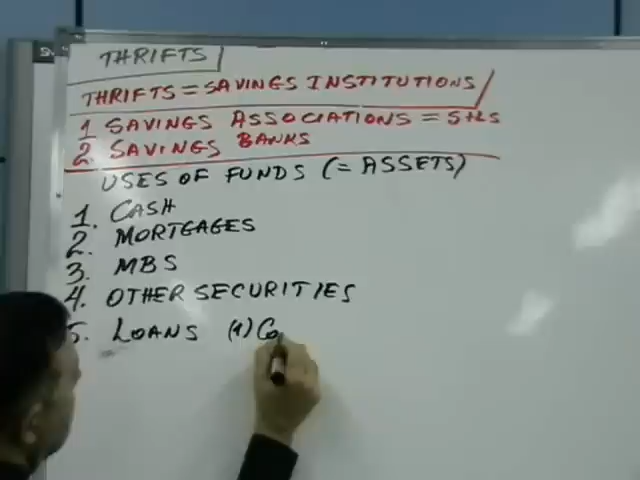 THRIFTS
THRIFTS = SAVINGS INSTITUTIONS
1 SAVINGS ASSOCIATIONS = S+LS
2. SAVINGS BANKS
USES OF FUNDS (= ASSETS)
1. CASH
2. MORTGAGES
3. MBS
4. OTHER SECURITIES
5. LOANS (1) Co